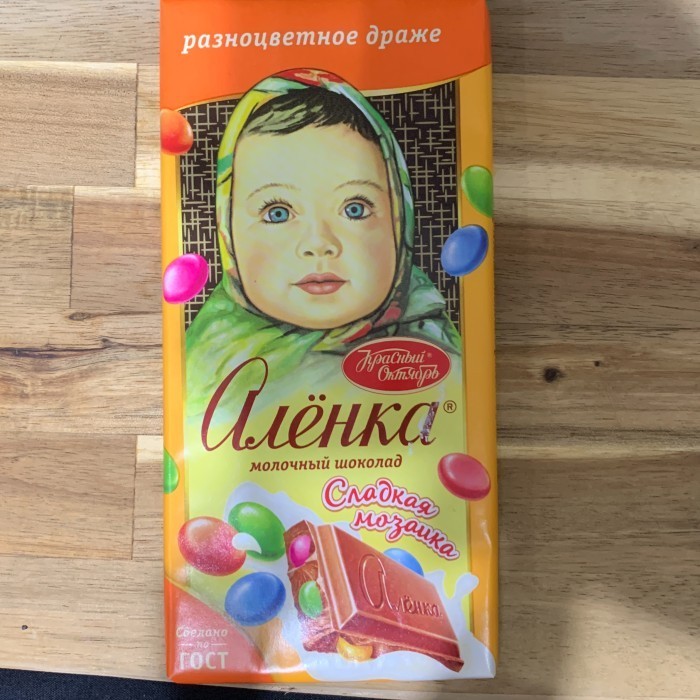 разноцветное драже
Красный
Октябрь
Алёнка®
молочный шоколад
Сладкая
мозаика
Алёнка
Сделано
по
ГОСТ